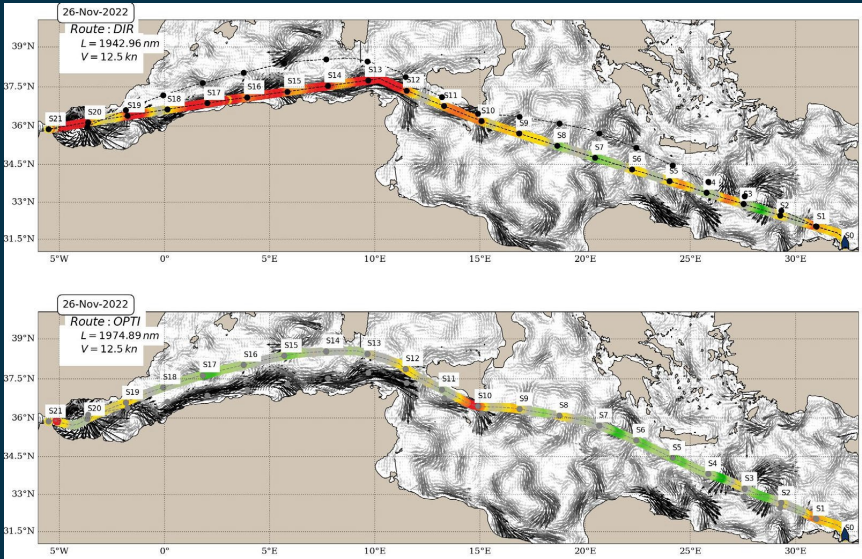 26-Nov-2022
Route : DIR
L = 1942.96 nm
V = 12.5 kn
39°N
37.5°N
36°N
34.5°N
33°N
31.5°N
S21 S20 S19 S18 S17 S16 S15 S14 S13 S12 S11 S10 S9 S8 S7 S6 S5 S4 S3 S2 S1 S0
5°W 0° 5°E 10°E 15°E 20°E 25°E 30°E
26-Nov-2022
Route : OPTI
L = 1974.89 nm
V = 12.5 kn
39°N
37.5°N
36°N
34.5°N
33°N
31.5°N
S21 S20 S19 S18 S17 S16 S15 S14 S13 S12 S11 S10 S9 S8 S7 S6 S5 S4 S3 S2 S1 S0
5°W 0° 5°E 10°E 15°E 20°E 25°E 30°E